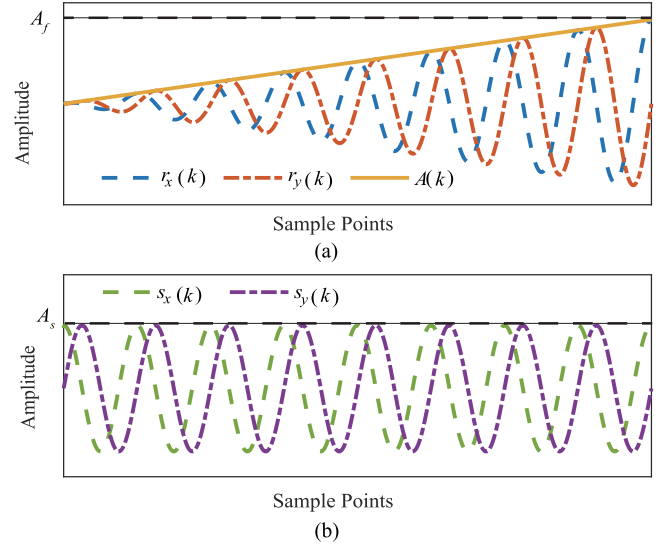 A_f
Amplitude
r_x(k) r_y(k) A(k)
Sample Points
(a)
s_x(k) s_y(k)
A_s
Amplitude
Sample Points
(b)